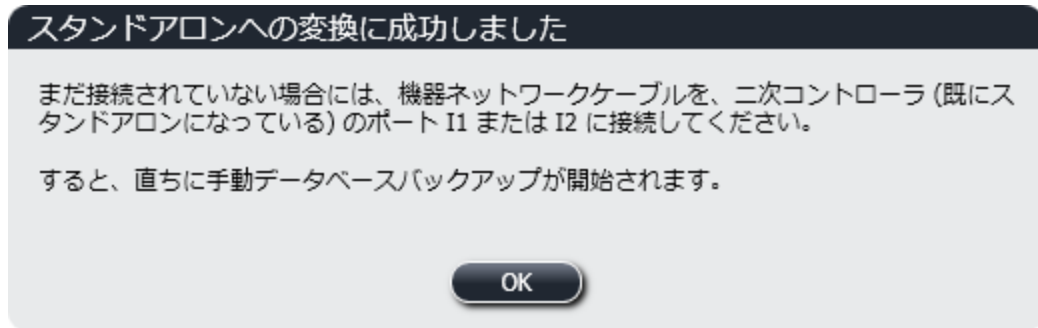 スタンドアロンへの変換に成功しました
まだ接続されていない場合には、機器ネットワークケーブルを、二次コントローラ (既にス
タンドアロンになっている) のポート I1 または I2 に接続してください。
すると、直ちに手動データベースバックアップが開始されます。
OK